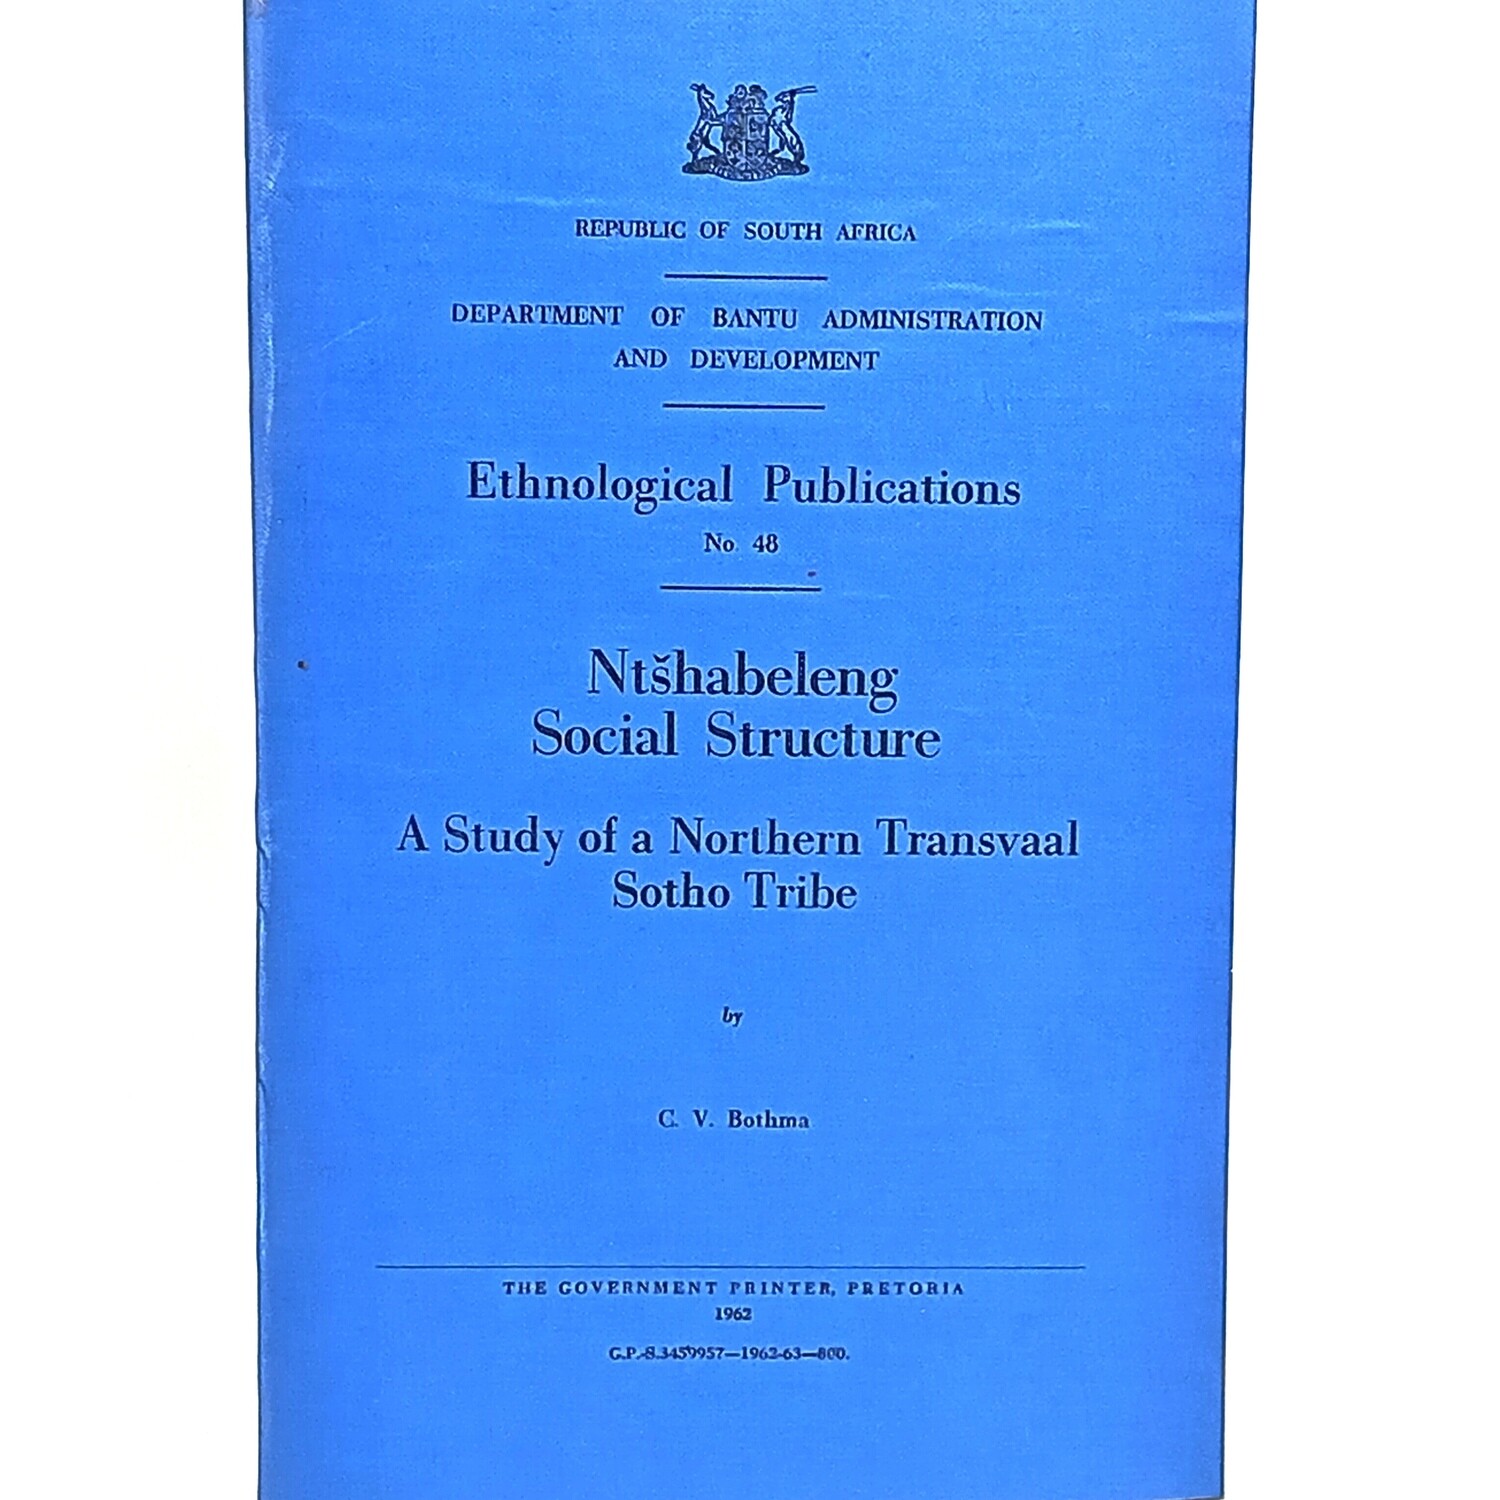 REPUBLIC OF SOUTH AFRICA
DEPARTMENT OF BANTU ADMINISTRATION
AND DEVELOPMENT
Ethnological Publications
No. 48
Ntšhabeleng
Social Structure
A Study of a Northern Transvaal
Sotho Tribe
by
C. V. Bothma
THE GOVERNMENT PRINTER, PRETORIA
1962
G.P.-S.3459957—1962-63—800.